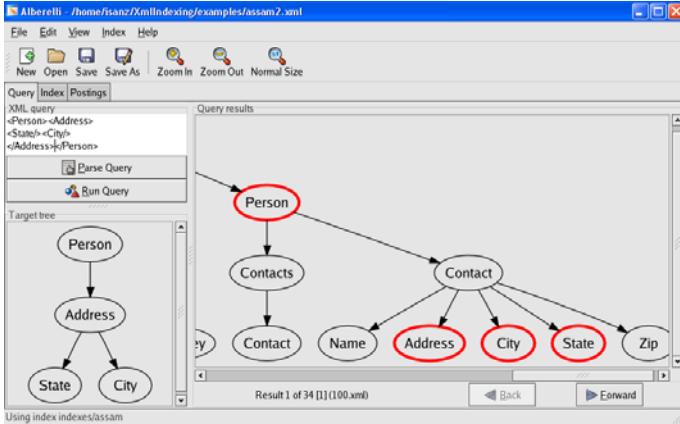 Alberelli - /home/isanz/XmlIndexing/examples/assam2.xml
File Edit View Index Help
New Open Save Save As Zoom In Zoom Out Normal Size
Query Index Postings
XML query
<Person><Address>
<State/><City/>
</Address></Person>
Parse Query
Run Query
Target tree
Person
Address
State City
Query results
Person
Contacts Contact
ey Contact Name Address City State Zip
Result 1 of 34 [1] (100.xml) Back Forward
Using index indexes/assam